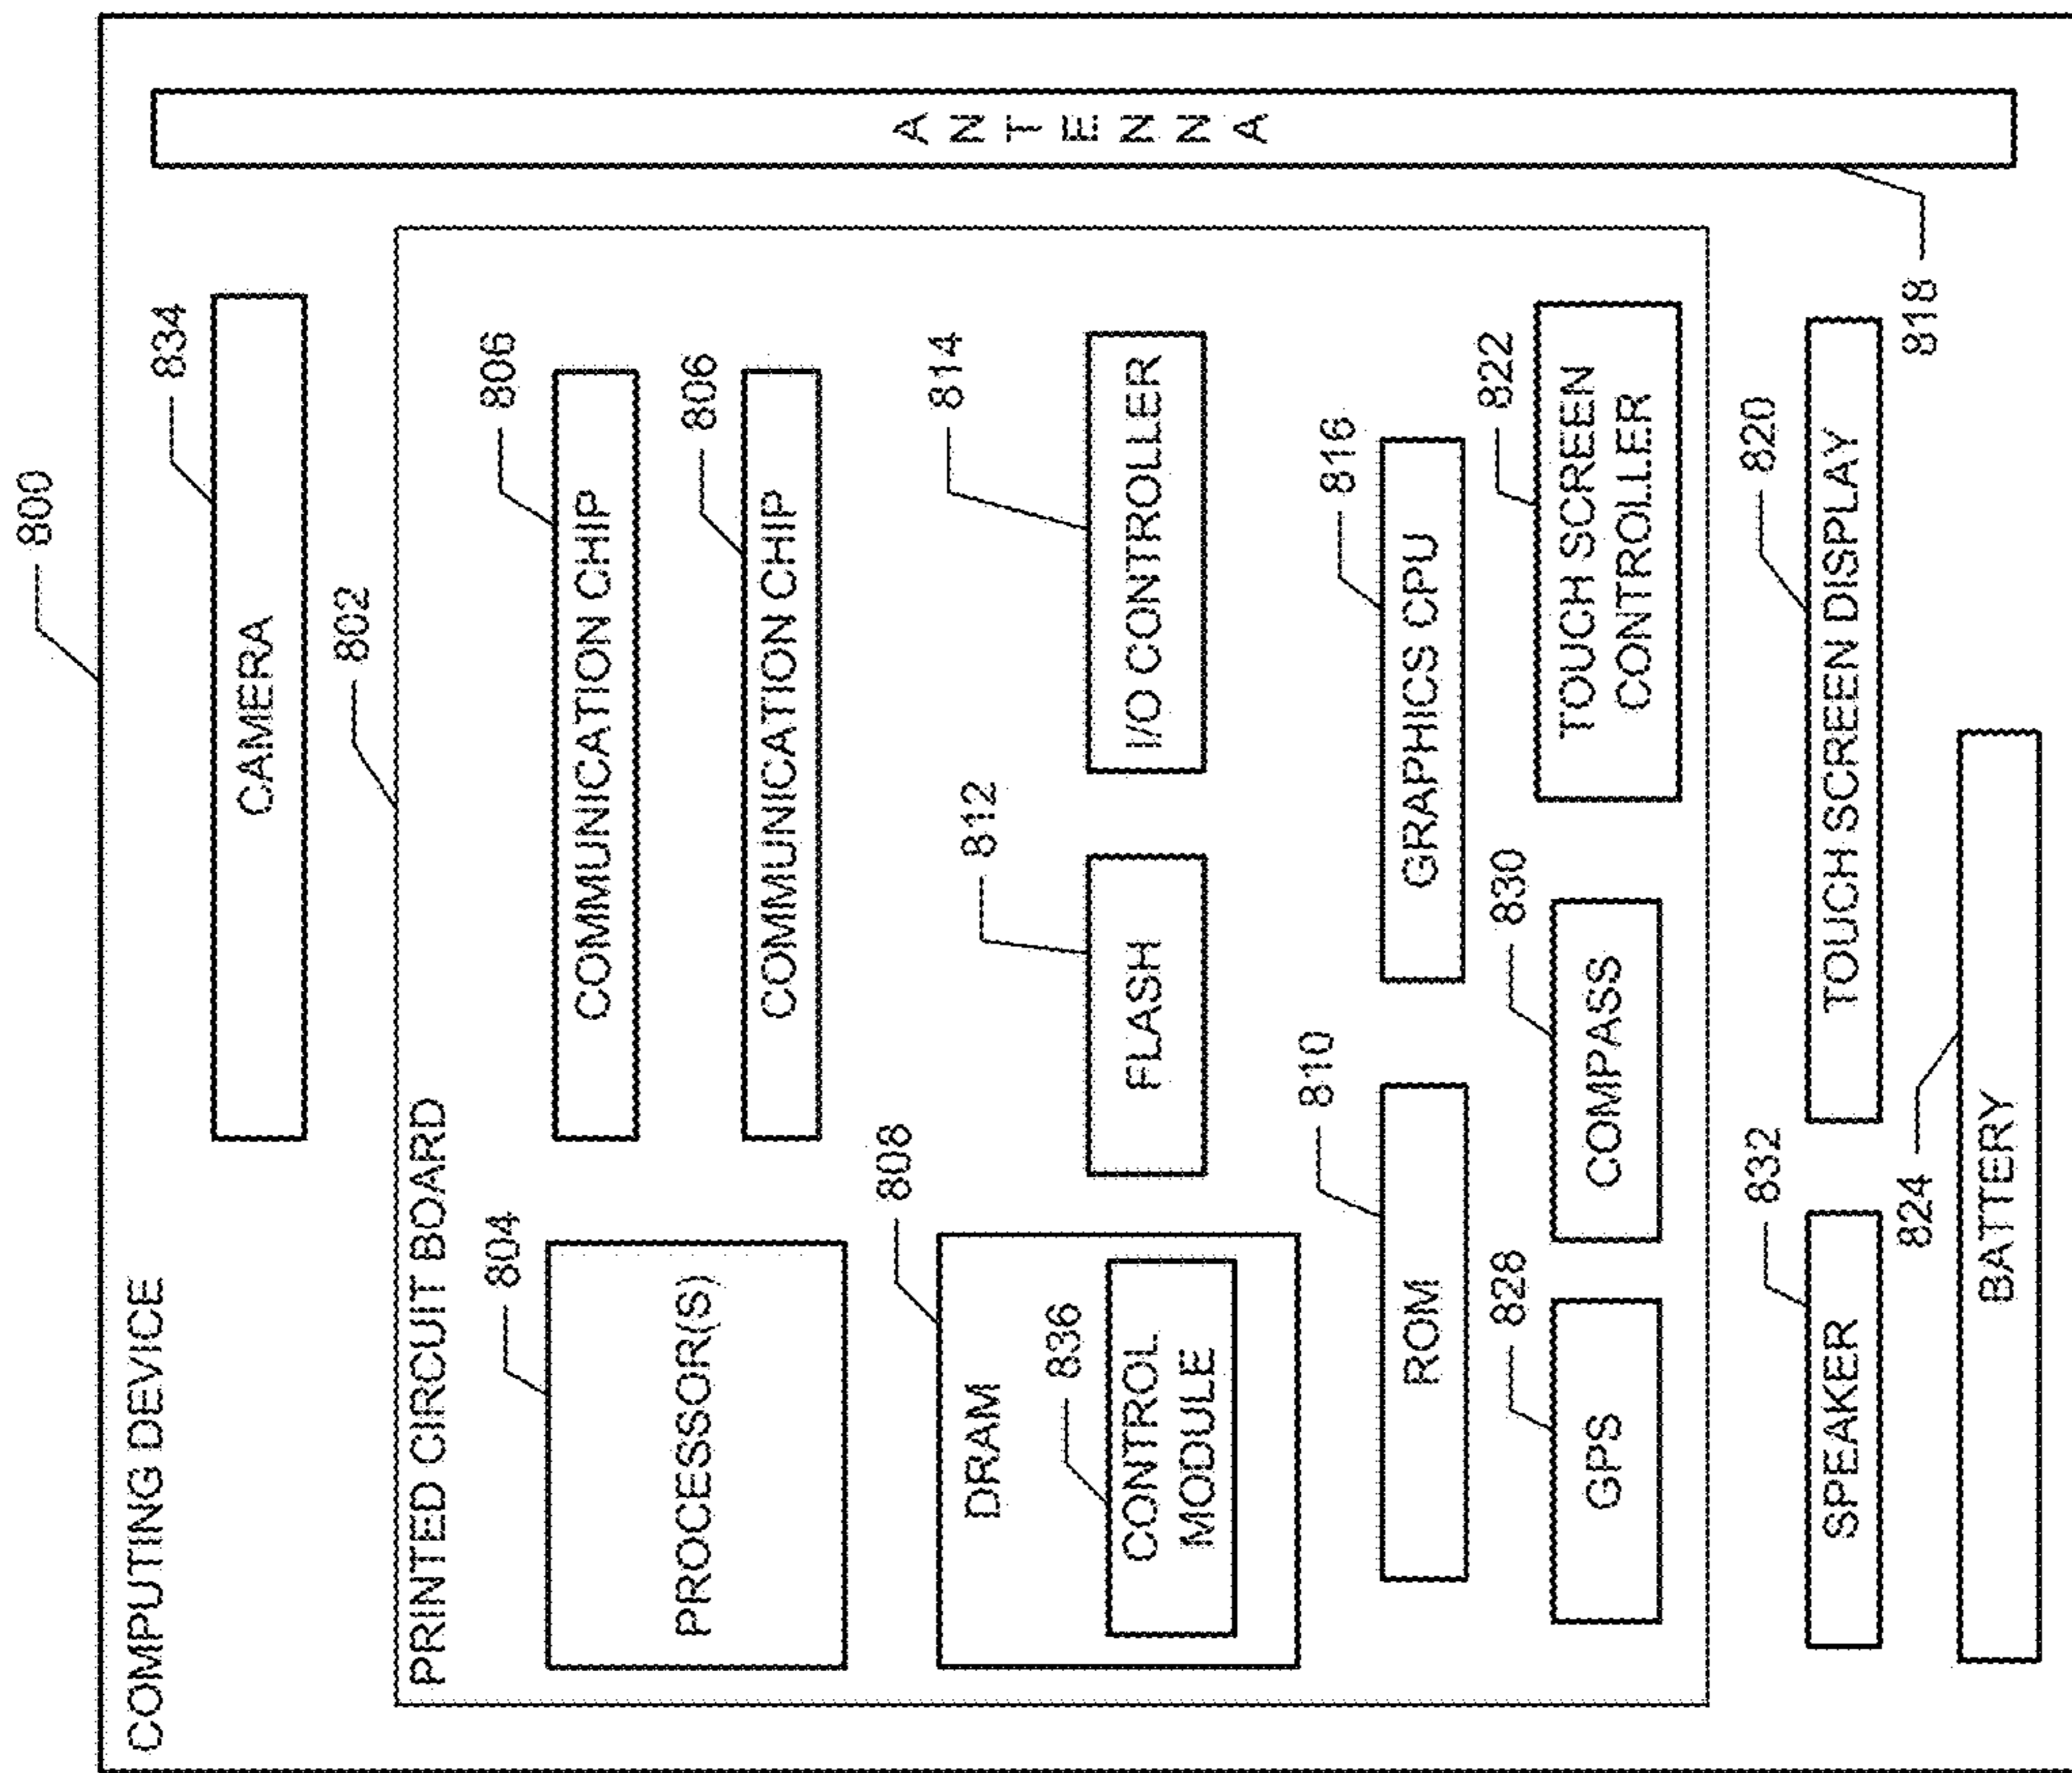 800
COMPUTING DEVICE
834
CAMERA
802
PRINTED CIRCUIT BOARD
804
PROCESSOR(S)
806
COMMUNICATION CHIP
806
COMMUNICATION CHIP
808
DRAM
836
CONTROL
MODULE
812
FLASH
814
I/O CONTROLLER
810
ROM
816
GRAPHICS CPU
828
GPS
830
COMPASS
822
TOUCH SCREEN
CONTROLLER
832
SPEAKER
820
TOUCH SCREEN DISPLAY
824
BATTERY
818
ANTENNA